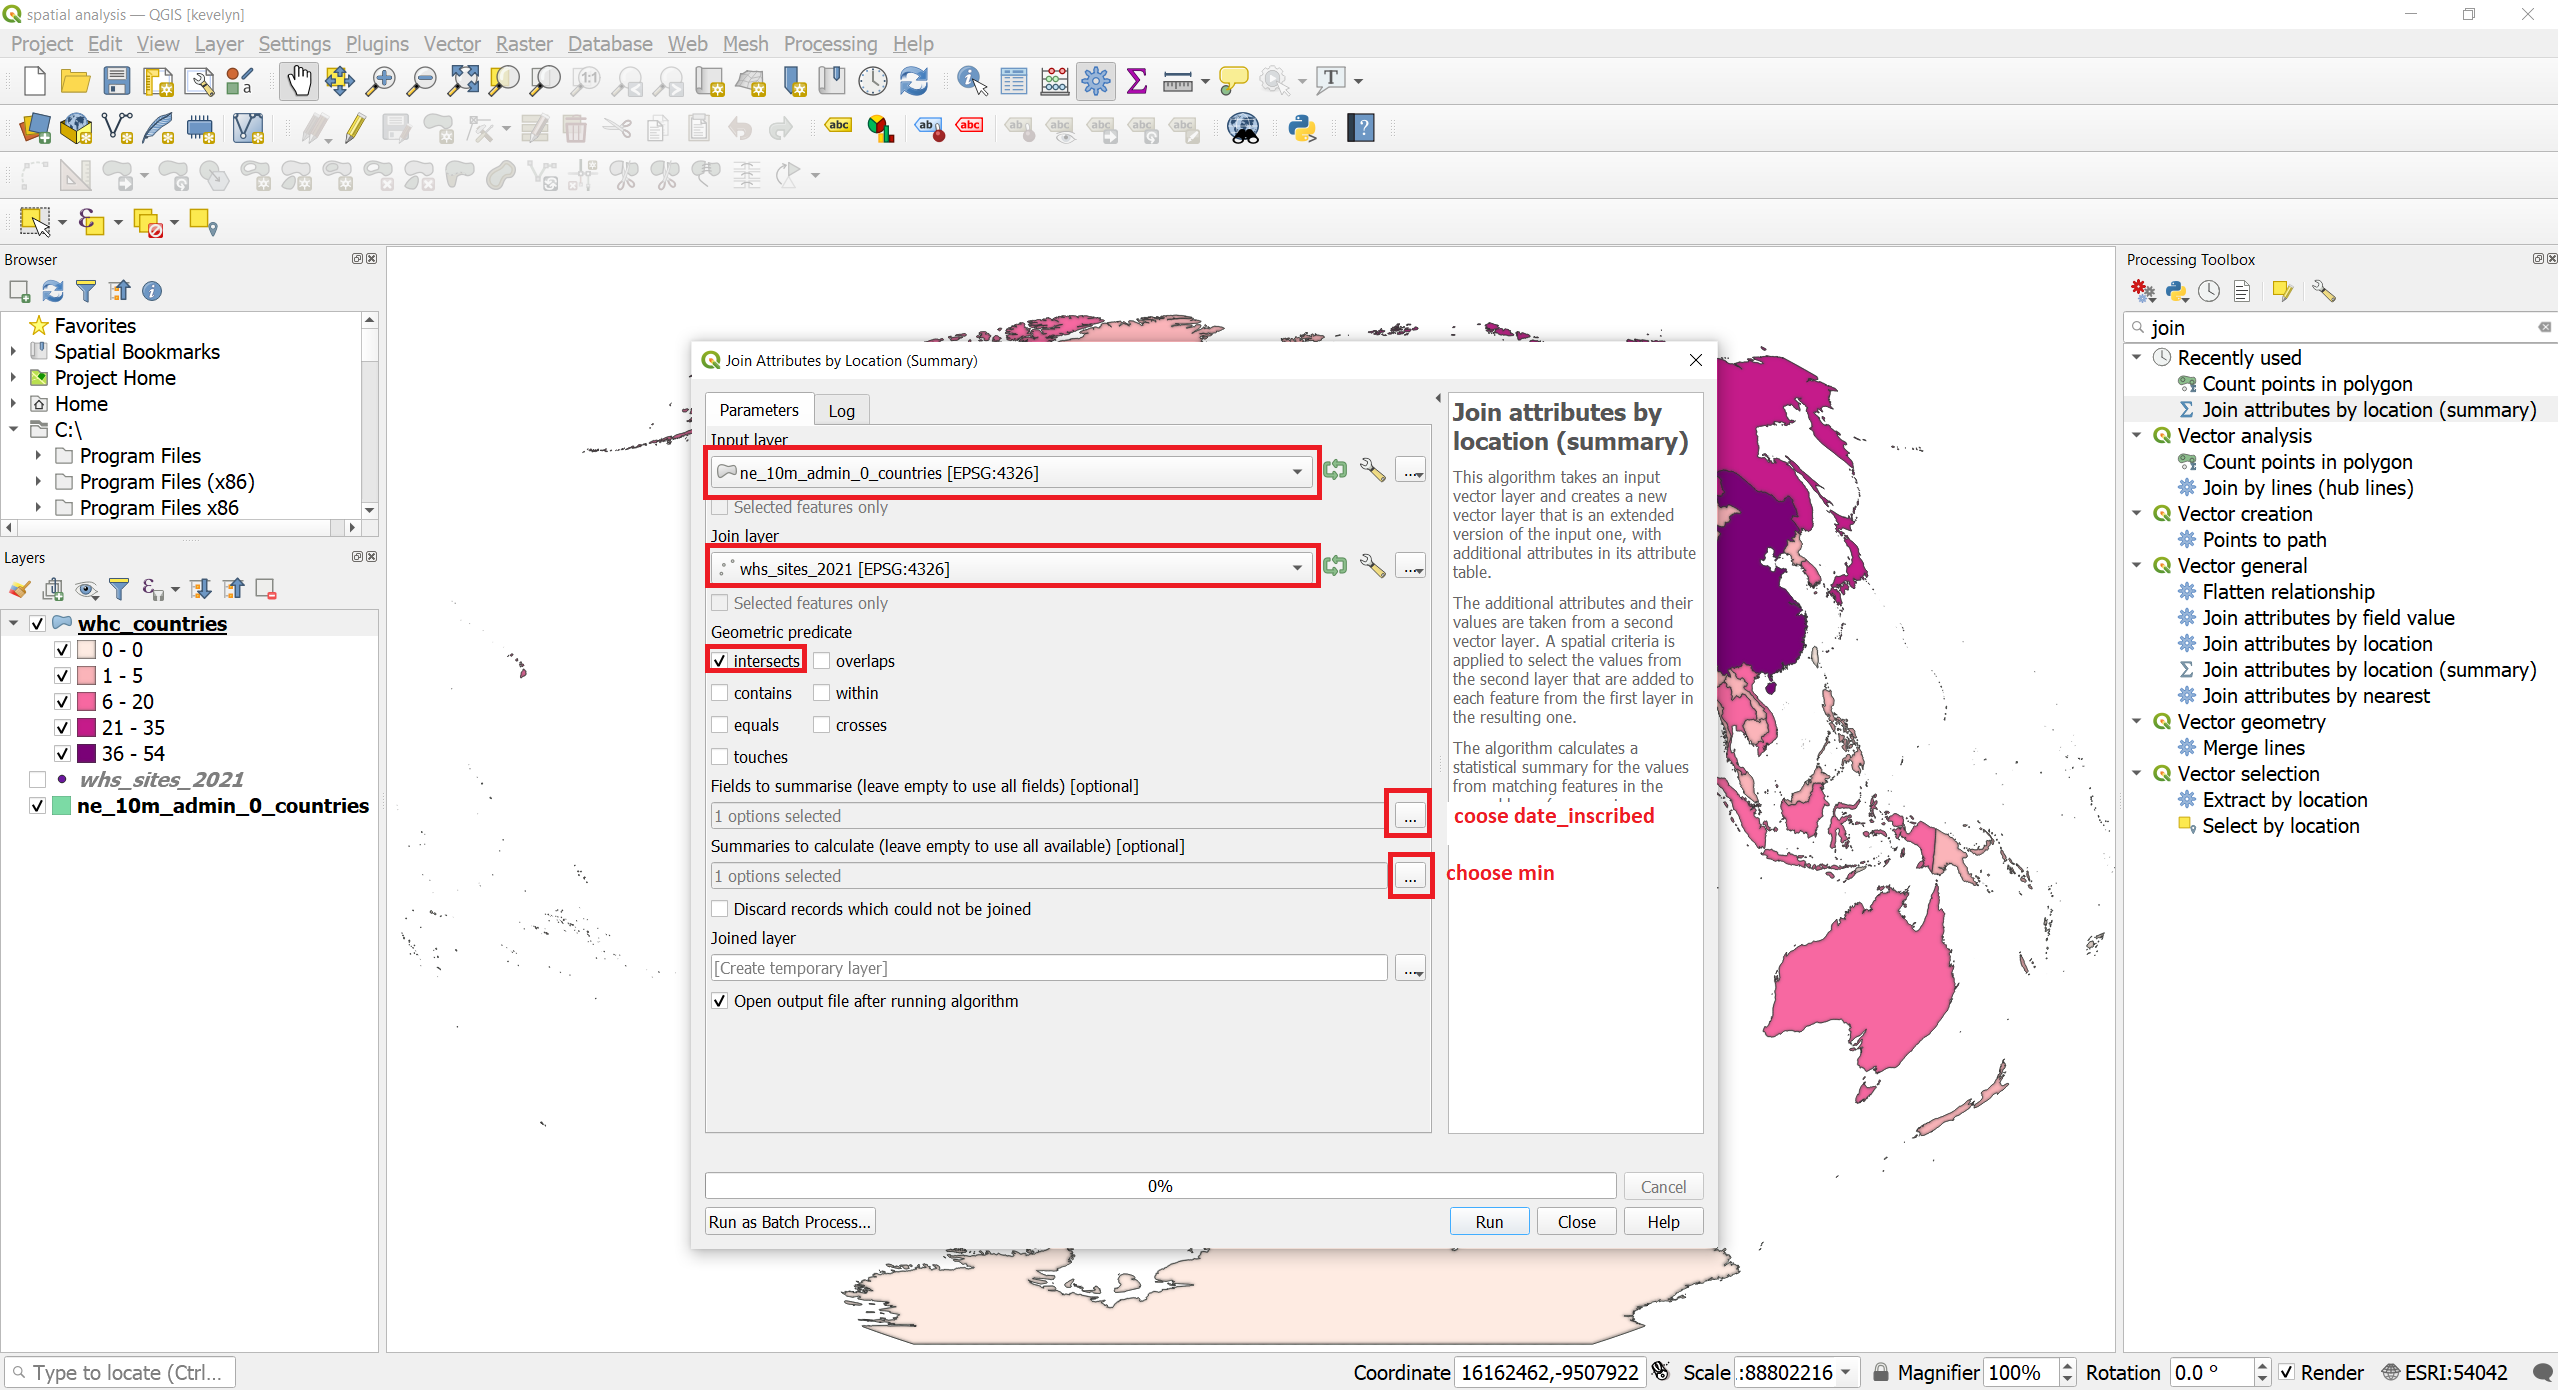 spatial analysis — QGIS [kevelyn]
Project Edit View Layer Settings Plugins Vector Raster Database Web Mesh Processing Help
Browser
Favorites
Spatial Bookmarks
Project Home
Home
C:\
Program Files
Program Files (x86)
Program Files x86
Layers
whc_countries
0 - 0
1 - 5
6 - 20
21 - 35
36 - 54
whs_sites_2021
ne_10m_admin_0_countries
Join Attributes by Location (Summary)
Parameters Log
Input layer
ne_10m_admin_0_countries [EPSG:4326]
Selected features only
Join layer
whs_sites_2021 [EPSG:4326]
Selected features only
Geometric predicate
intersects overlaps
contains within
equals crosses
touches
Fields to summarise (leave empty to use all fields) [optional]
1 options selected ...
Summaries to calculate (leave empty to use all available) [optional]
1 options selected ...
Discard records which could not be joined
Joined layer
[Create temporary layer] ...
Open output file after running algorithm
Join attributes by
location (summary)
This algorithm takes an input
vector layer and creates a new
vector layer that is an extended
version of the input one, with
additional attributes in its attribute
table.
The additional attributes and their
values are taken from a second
vector layer. A spatial criteria is
applied to select the values from
the second layer that are added to
each feature from the first layer in
the resulting one.
The algorithm calculates a
statistical summary for the values
from matching features in the
coose date_inscribed
choose min
0%
Cancel
Run as Batch Process... Run Close Help
Processing Toolbox
join
Recently used
Count points in polygon
Join attributes by location (summary)
Vector analysis
Count points in polygon
Join by lines (hub lines)
Vector creation
Points to path
Vector general
Flatten relationship
Join attributes by field value
Join attributes by location
Join attributes by location (summary)
Join attributes by nearest
Vector geometry
Merge lines
Vector selection
Extract by location
Select by location
Type to locate (Ctrl...
Coordinate 16162462,-9507922 Scale :88802216 Magnifier 100% Rotation 0.0 ° Render ESRI:54042